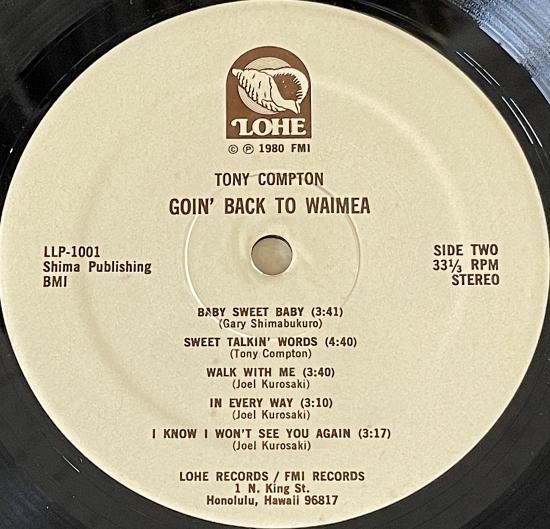 LOHE
© ℗ 1980 FMI
TONY COMPTON
GOIN' BACK TO WAIMEA
LLP-1001
Shima Publishing
BMI
SIDE TWO
33⅓ RPM
STEREO
BABY SWEET BABY (3:41)
(Gary Shimabukuro)
SWEET TALKIN' WORDS (4:40)
(Tony Compton)
WALK WITH ME (3:40)
(Joel Kurosaki)
IN EVERY WAY (3:10)
(Joel Kurosaki)
I KNOW I WON'T SEE YOU AGAIN (3:17)
(Joel Kurosaki)
LOHE RECORDS / FMI RECORDS
1 N. King St.
Honolulu, Hawaii 96817